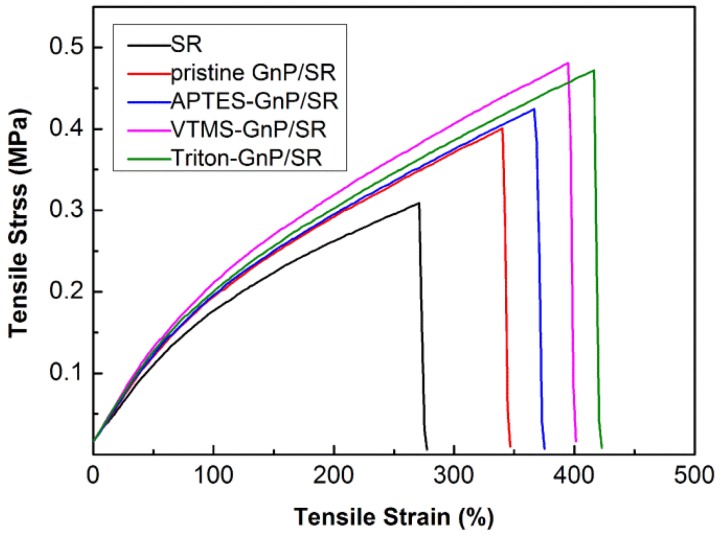 SR
pristine GnP/SR
APTES-GnP/SR
VTMS-GnP/SR
Triton-GnP/SR
Tensile Strss (MPa)
0.5
0.4
0.3
0.2
0.1
0 100 200 300 400 500
Tensile Strain (%)